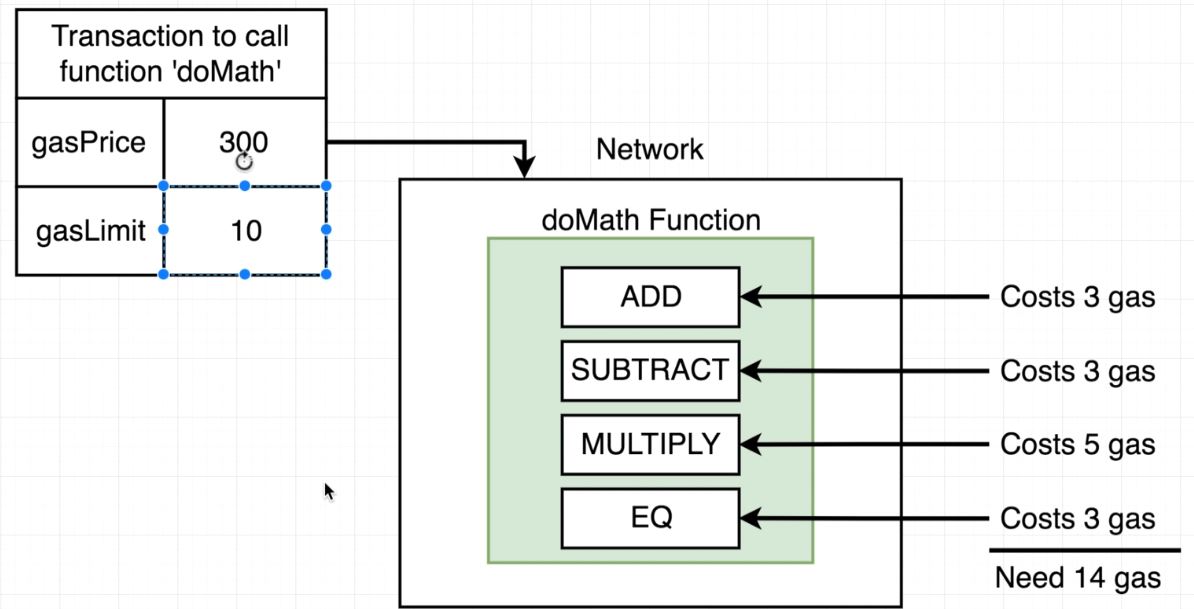 Transaction to call
function 'doMath'
gasPrice 300
gasLimit 10
Network
doMath Function
ADD Costs 3 gas
SUBTRACT Costs 3 gas
MULTIPLY Costs 5 gas
EQ Costs 3 gas
Need 14 gas